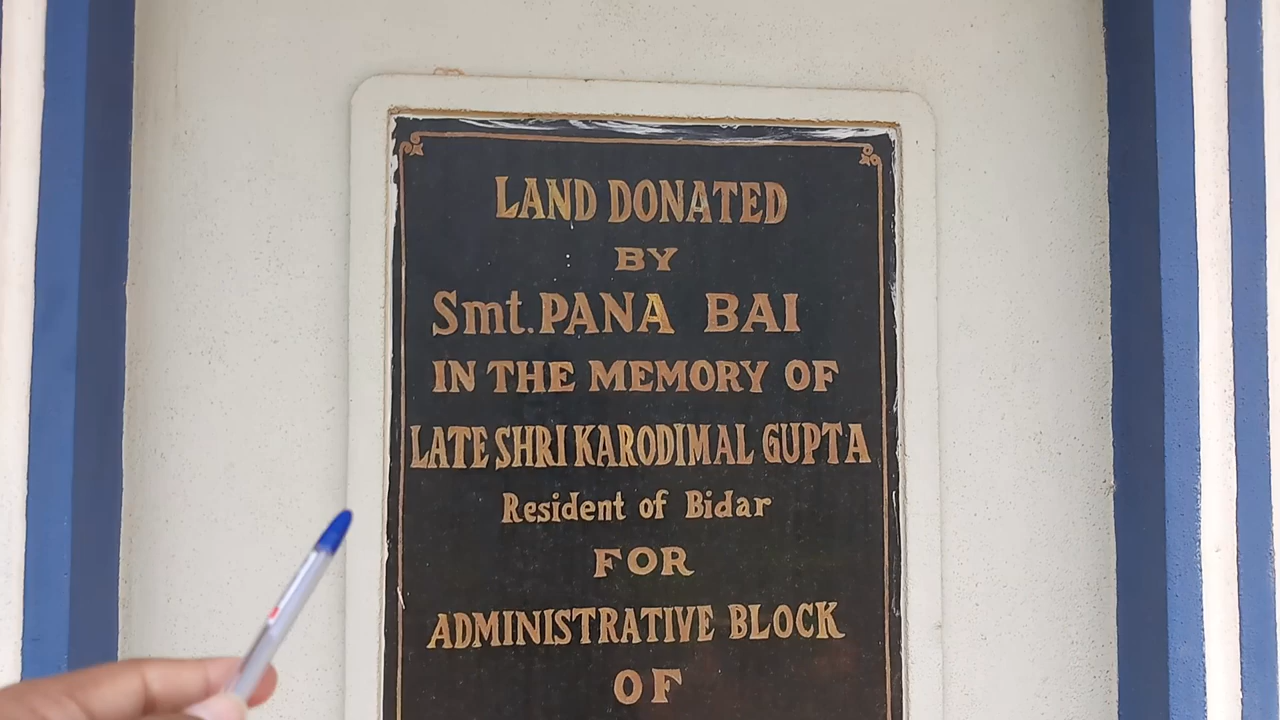 LAND DONATED
BY
Smt. PANA BAI
IN THE MEMORY OF
LATE SHRI KARODIMAL GUPTA
Resident of Bidar
FOR
ADMINISTRATIVE BLOCK
OF